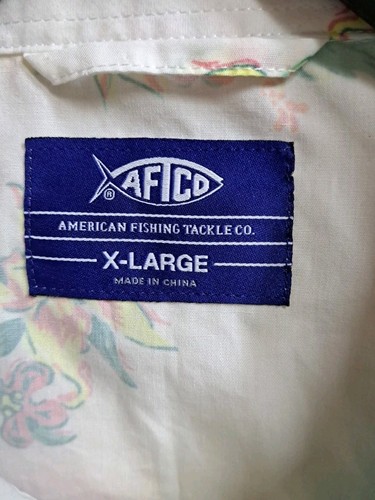 AFTCO
®
AMERICAN FISHING TACKLE CO.
X-LARGE
MADE IN CHINA